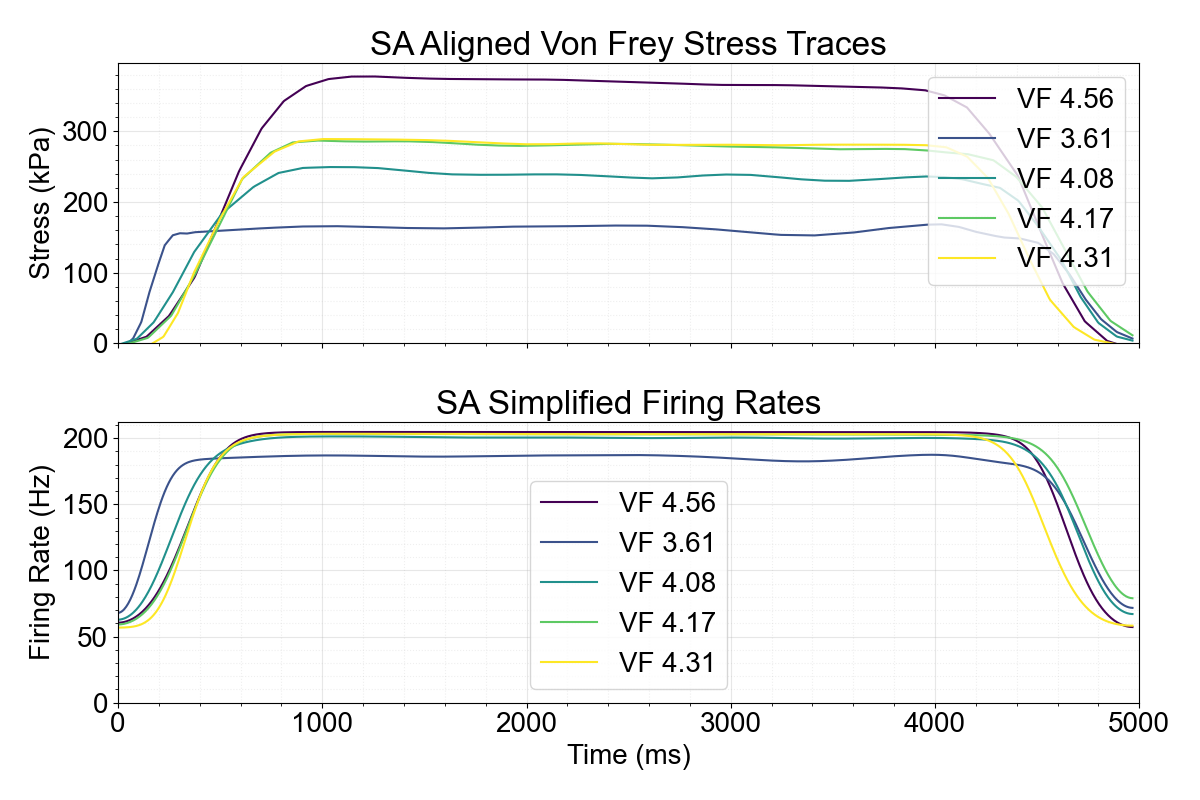 SA Aligned Von Frey Stress Traces
Stress (kPa)
300
200
100
0
VF 4.56
VF 3.61
VF 4.08
VF 4.17
VF 4.31
SA Simplified Firing Rates
Firing Rate (Hz)
200
150
100
50
0
VF 4.56
VF 3.61
VF 4.08
VF 4.17
VF 4.31
0 1000 2000 3000 4000 5000
Time (ms)